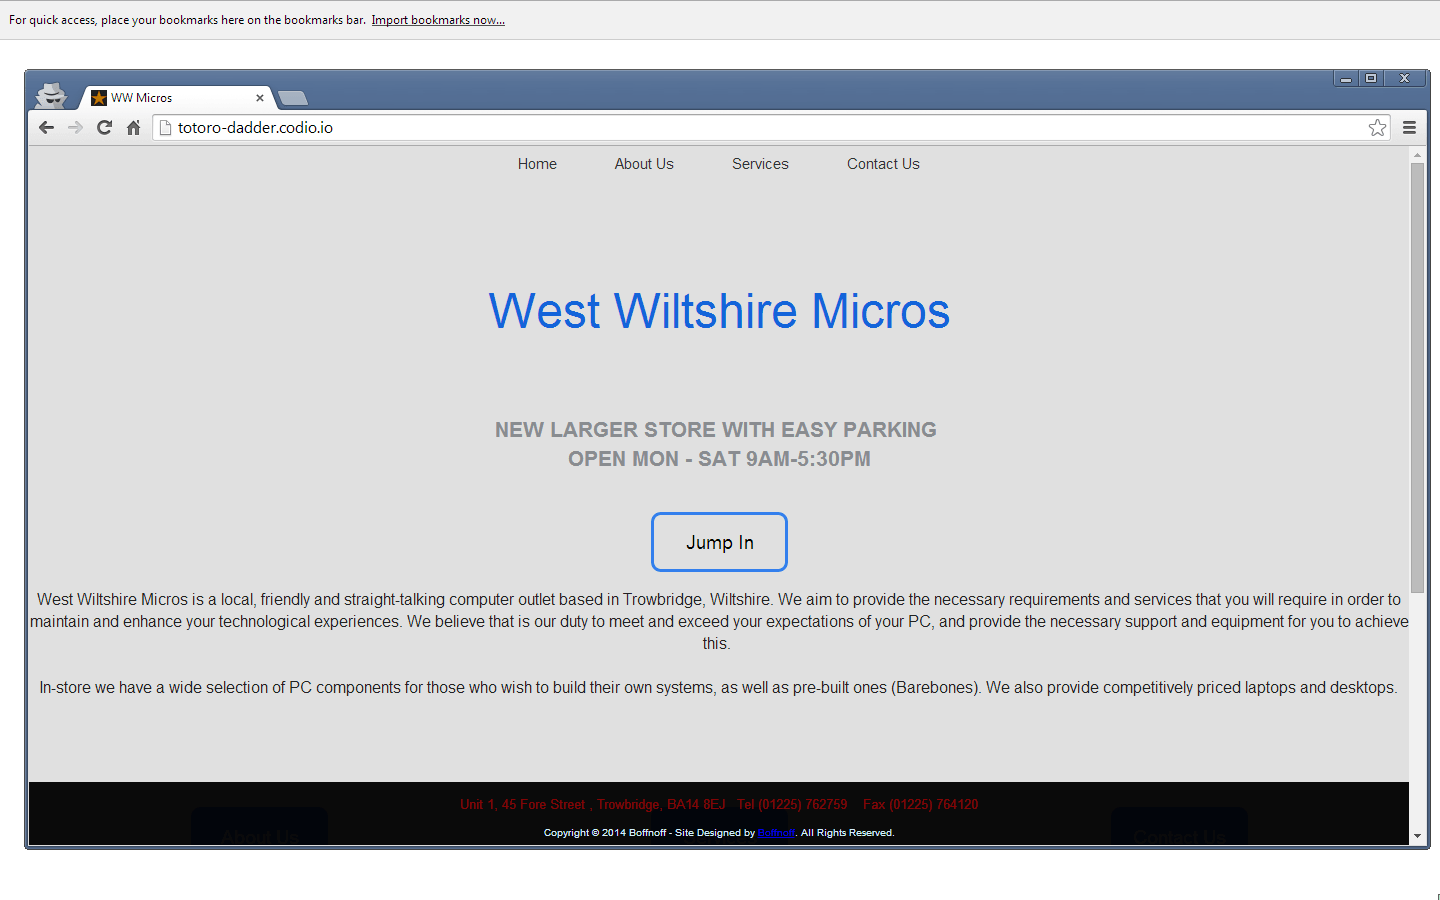 For quick access, place your bookmarks here on the bookmarks bar. Import bookmarks now...
WW Micros
totoro-dadder.codio.io
Home About Us Services Contact Us
West Wiltshire Micros
NEW LARGER STORE WITH EASY PARKING
OPEN MON - SAT 9AM-5:30PM
Jump In
West Wiltshire Micros is a local, friendly and straight-talking computer outlet based in Trowbridge, Wiltshire. We aim to provide the necessary requirements and services that you will require in order to
maintain and enhance your technological experiences. We believe that is our duty to meet and exceed your expectations of your PC, and provide the necessary support and equipment for you to achieve
this.
In-store we have a wide selection of PC components for those who wish to build their own systems, as well as pre-built ones (Barebones). We also provide competitively priced laptops and desktops.
Unit 1, 45 Fore Street , Trowbridge, BA14 8EJ Tel (01225) 762759 Fax (01225) 764120
Copyright © 2014 Boffnoff - Site Designed by Boffnoff. All Rights Reserved.
About Us Contact Us